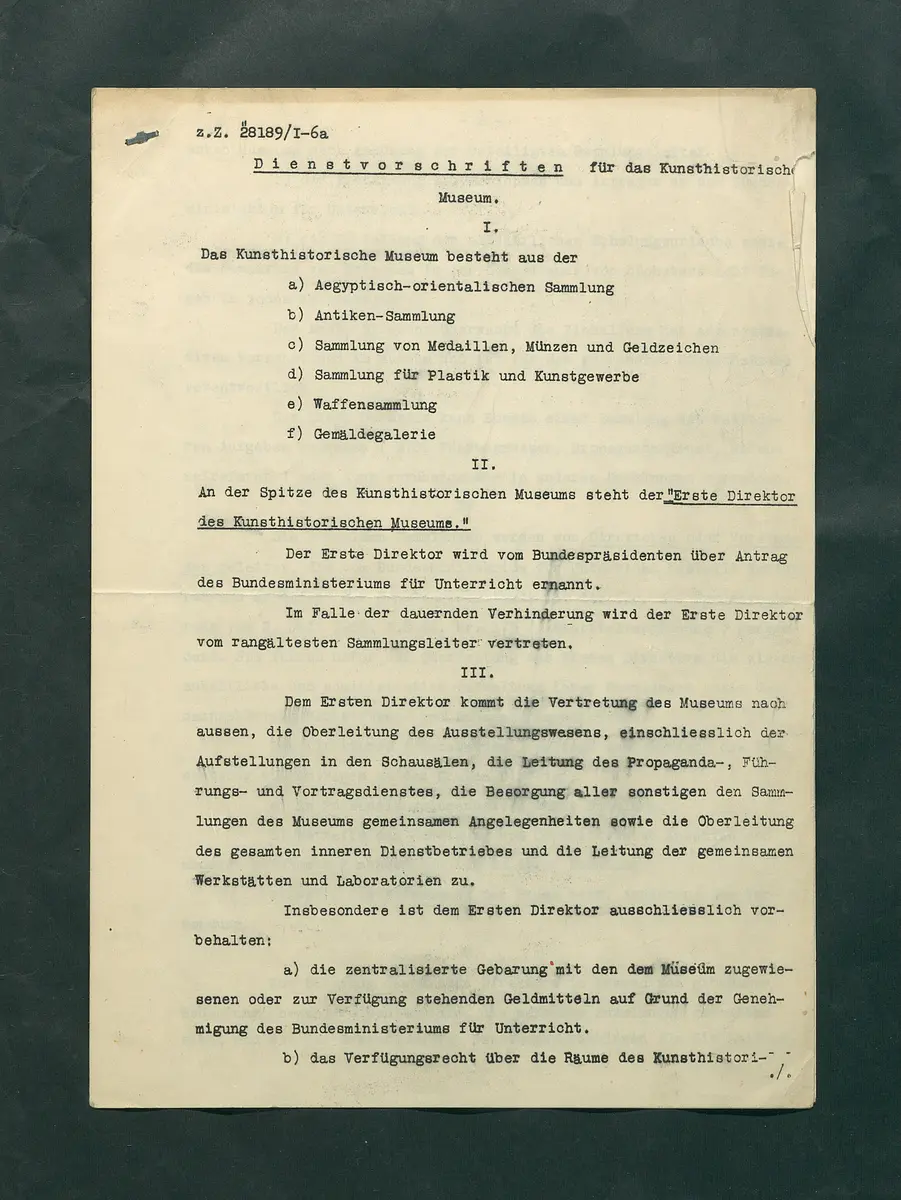 z.Z. 28189/I-6a
Dienstvorschriften für das Kunsthistorische
Museum.
I.
Das Kunsthistorische Museum besteht aus der
a) Aegyptisch-orientalischen Sammlung
b) Antiken-Sammlung
c) Sammlung von Medaillen, Münzen und Geldzeichen
d) Sammlung für Plastik und Kunstgewerbe
e) Waffensammlung
f) Gemäldegalerie
II.
An der Spitze des Kunsthistorischen Museums steht der "Erste Direktor
des Kunsthistorischen Museums."
Der Erste Direktor wird vom Bundespräsidenten über Antrag
des Bundesministeriums für Unterricht ernannt.
Im Falle der dauernden Verhinderung wird der Erste Direktor
vom rangältesten Sammlungsleiter vertreten.
III.
Dem Ersten Direktor kommt die Vertretung des Museums nach
aussen, die Oberleitung des Ausstellungswesens, einschliesslich der
Aufstellungen in den Schausälen, die Leitung des Propaganda-, Füh-
rungs- und Vortragsdienstes, die Besorgung aller sonstigen den Samm-
lungen des Museums gemeinsamen Angelegenheiten sowie die Oberleitung
des gesamten inneren Dienstbetriebes und die Leitung der gemeinsamen
Werkstätten und Laboratorien zu.
Insbesondere ist dem Ersten Direktor ausschliesslich vor-
behalten:
a) die zentralisierte Gebarung mit den dem Museum zugewie-
senen oder zur Verfügung stehenden Geldmitteln auf Grund der Geneh-
migung des Bundesministeriums für Unterricht.
b) das Verfügungsrecht über die Räume des Kunsthistori-
./.